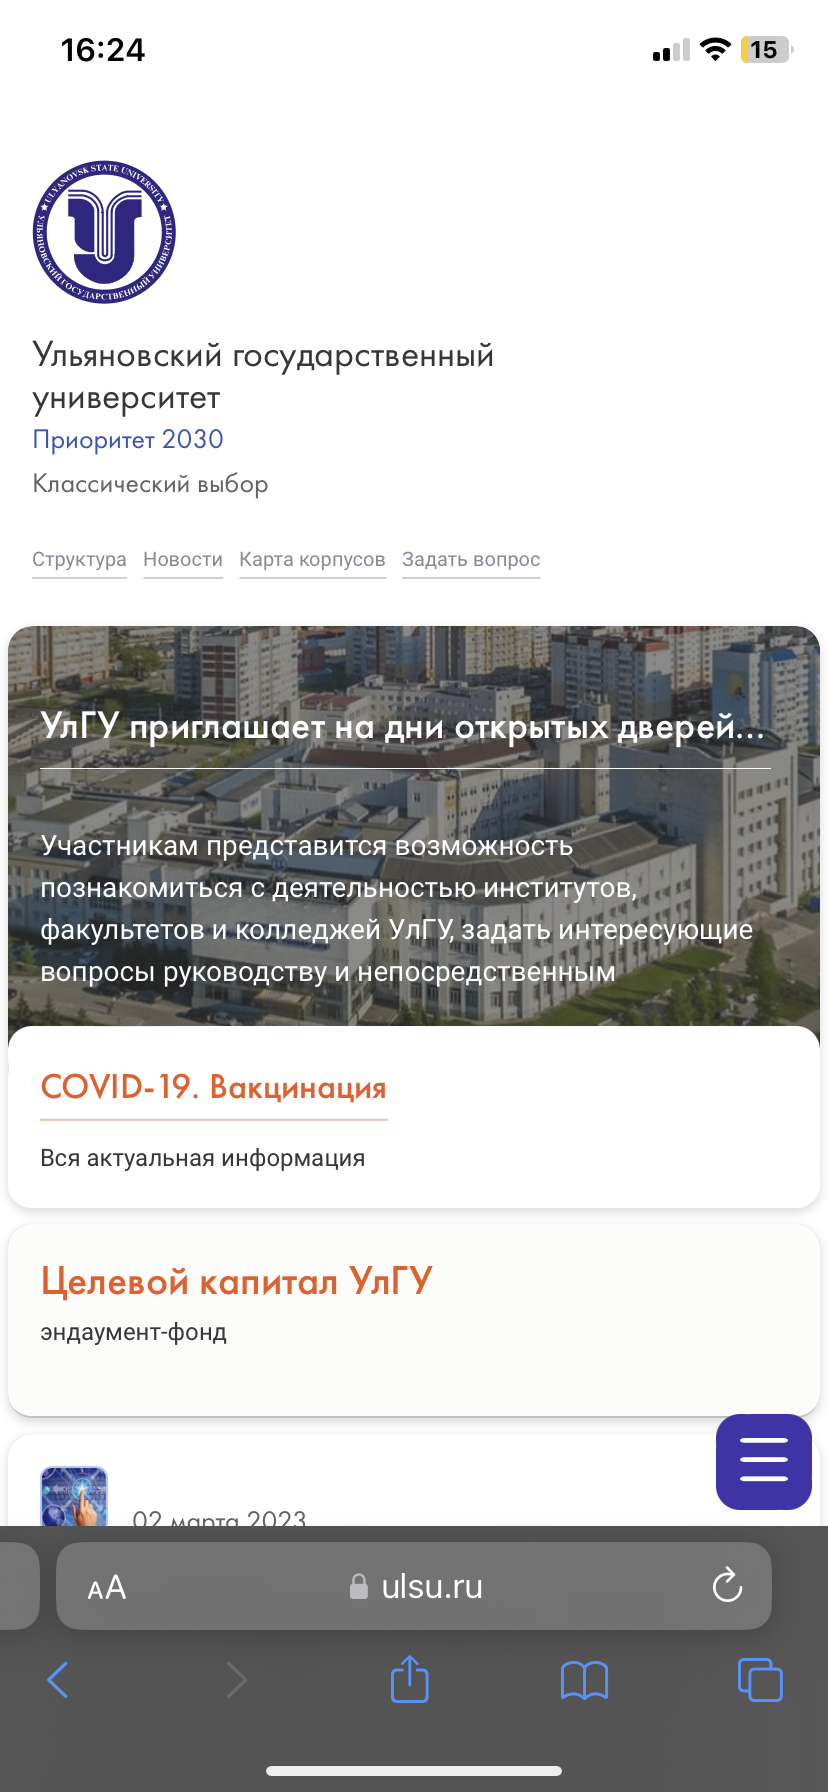 16:24
15
ULYANOVSK STATE UNIVERSITY
УЛЬЯНОВСКИЙ ГОСУДАРСТВЕННЫЙ УНИВЕРСИТЕТ
Ульяновский государственный
университет
Приоритет 2030
Классический выбор
Структура Новости Карта корпусов Задать вопрос
УлГУ приглашает на дни открытых дверей...
Участникам представится возможность
познакомиться с деятельностью институтов,
факультетов и колледжей УлГУ, задать интересующие
вопросы руководству и непосредственным
COVID-19. Вакцинация
Вся актуальная информация
Целевой капитал УлГУ
эндаумент-фонд
02 марта 2023
AA ulsu.ru